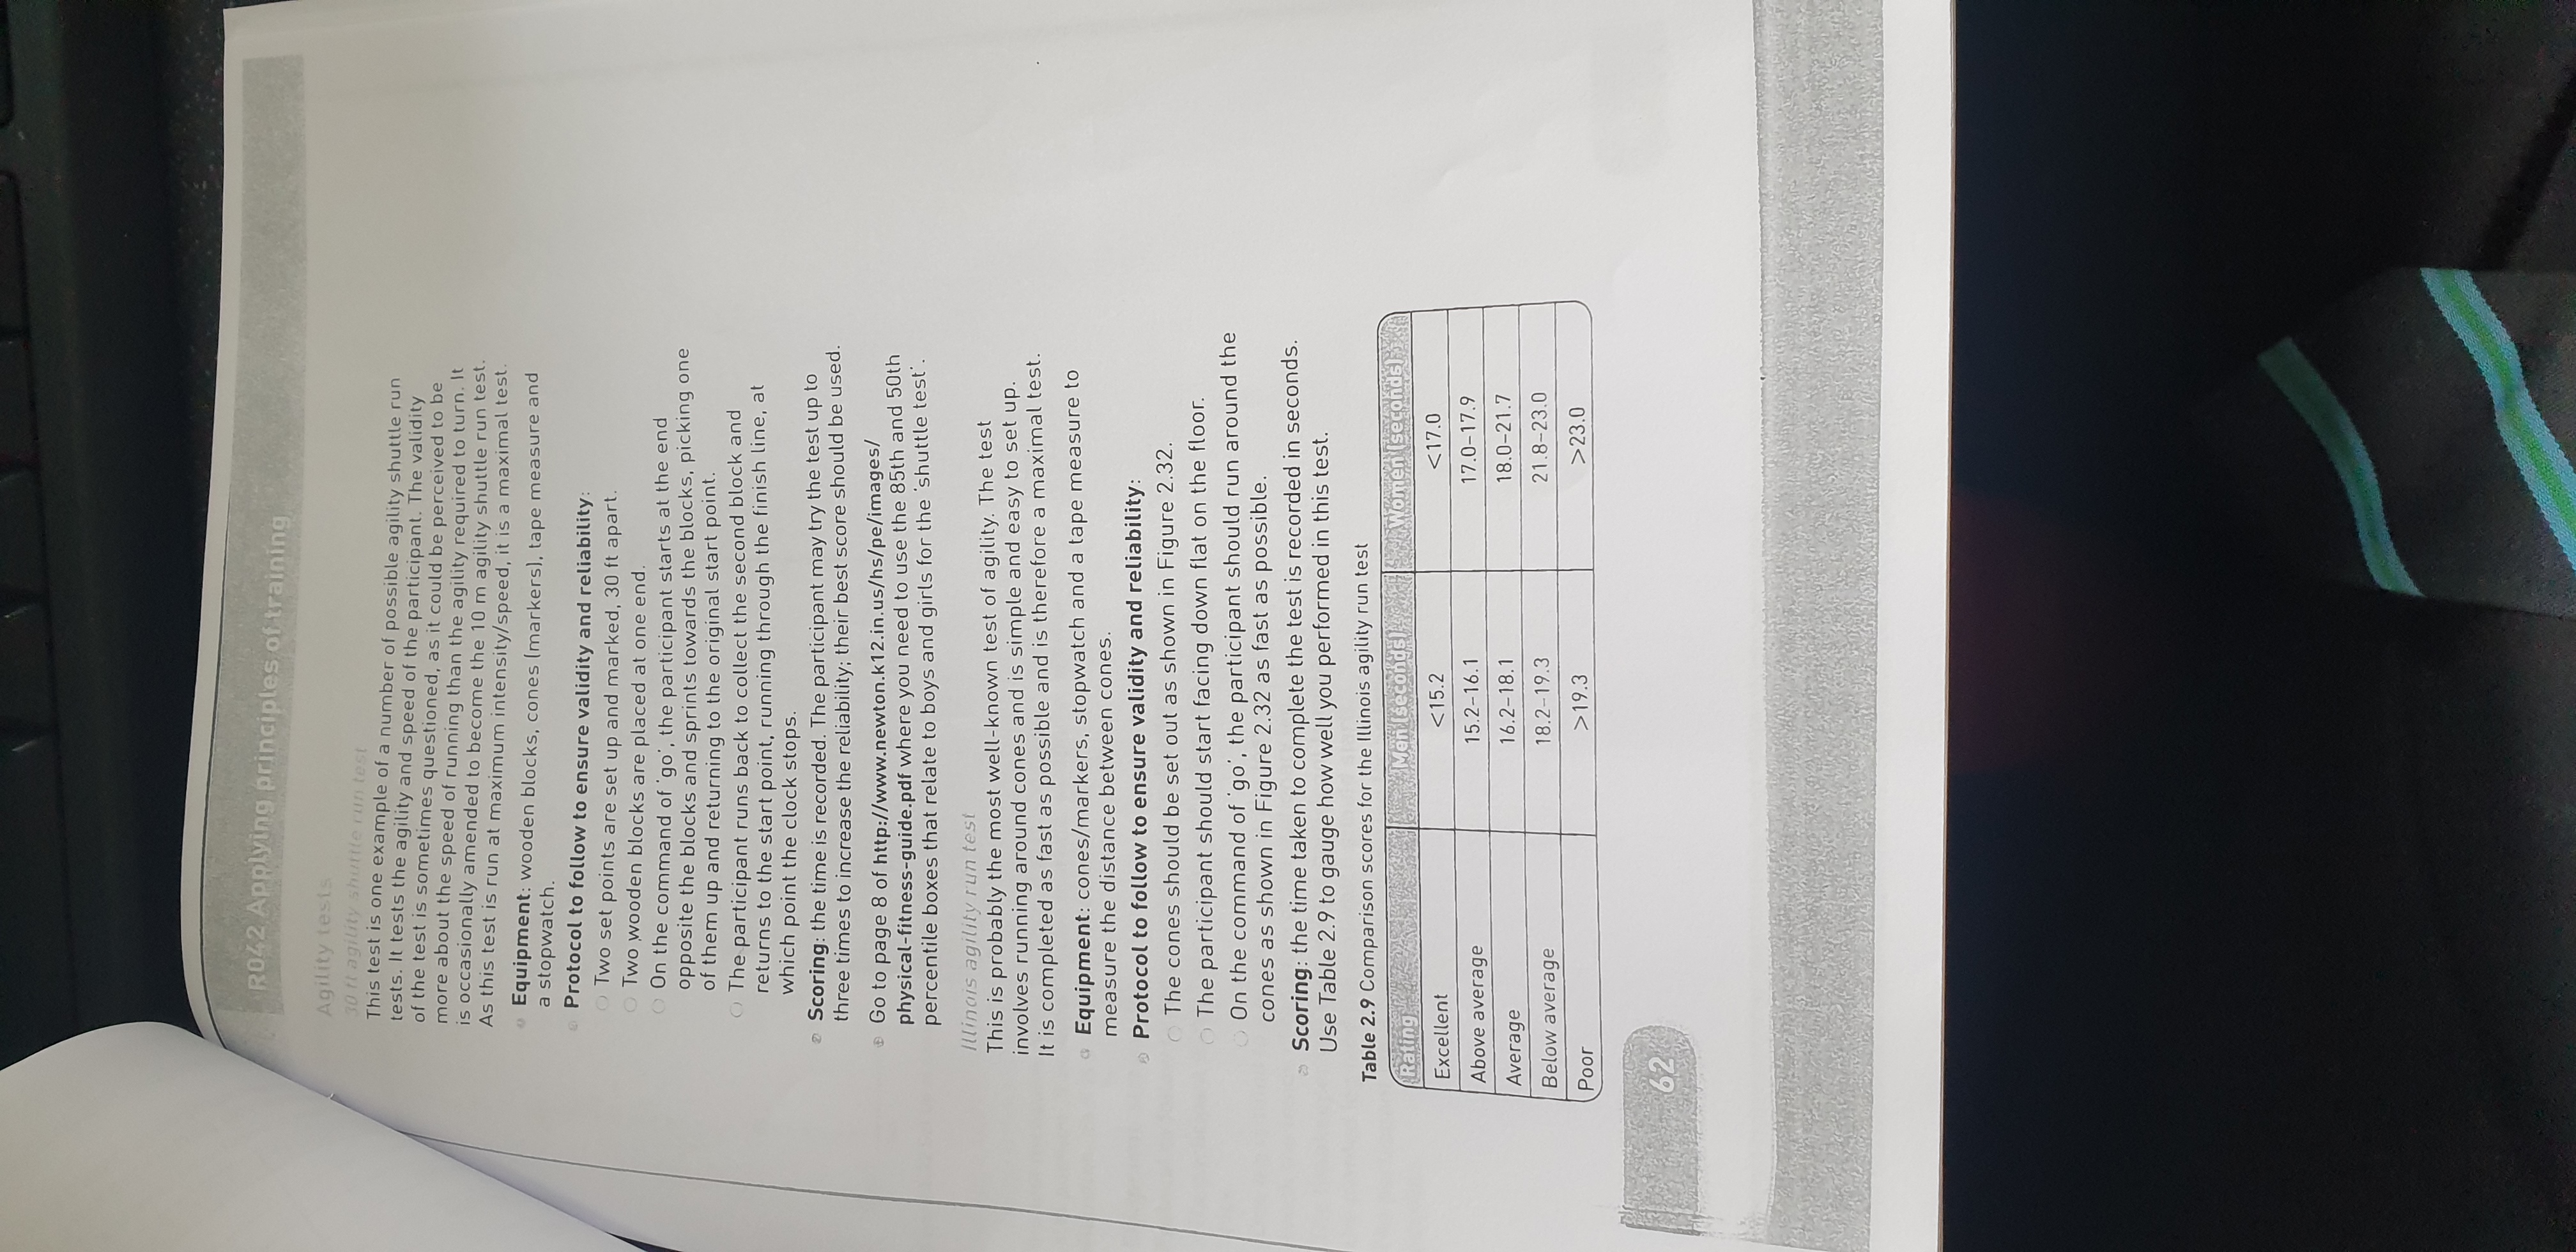 R042 Applying principles of training
Agility tests
30 ft agility shuttle run test
This test is one example of a number of possible agility shuttle run
tests. It tests the agility and speed of the participant. The validity
of the test is sometimes questioned, as it could be perceived to be
more about the speed of running than the agility required to turn. It
is occasionally amended to become the 10 m agility shuttle run test.
As this test is run at maximum intensity/speed, it is a maximal test.
Equipment: wooden blocks, cones (markers), tape measure and
a stopwatch.
Protocol to follow to ensure validity and reliability:
Two set points are set up and marked, 30 ft apart.
Two wooden blocks are placed at one end.
On the command of 'go', the participant starts at the end
opposite the blocks and sprints towards the blocks, picking one
of them up and returning to the original start point.
The participant runs back to collect the second block and
returns to the start point, running through the finish line, at
which point the clock stops.
Scoring: the time is recorded. The participant may try the test up to
three times to increase the reliability; their best score should be used.
Go to page 8 of http://www.newton.k12.in.us/hs/pe/images/
physical-fitness-guide.pdf where you need to use the 85th and 50th
percentile boxes that relate to boys and girls for the 'shuttle test'.
Illinois agility run test
This is probably the most well-known test of agility. The test
involves running around cones and is simple and easy to set up.
It is completed as fast as possible and is therefore a maximal test.
Equipment: cones/markers, stopwatch and a tape measure to
measure the distance between cones.
Protocol to follow to ensure validity and reliability:
The cones should be set out as shown in Figure 2.32.
The participant should start facing down flat on the floor.
On the command of 'go', the participant should run around the
cones as shown in Figure 2.32 as fast as possible.
Scoring: the time taken to complete the test is recorded in seconds.
Use Table 2.9 to gauge how well you performed in this test.
Table 2.9 Comparison scores for the Illinois agility run test
Rating Men (seconds) Women (seconds)
Excellent <15.2 <17.0
Above average 15.2–16.1 17.0–17.9
Average 16.2–18.1 18.0–21.7
Below average 18.2–19.3 21.8–23.0
Poor >19.3 >23.0
62